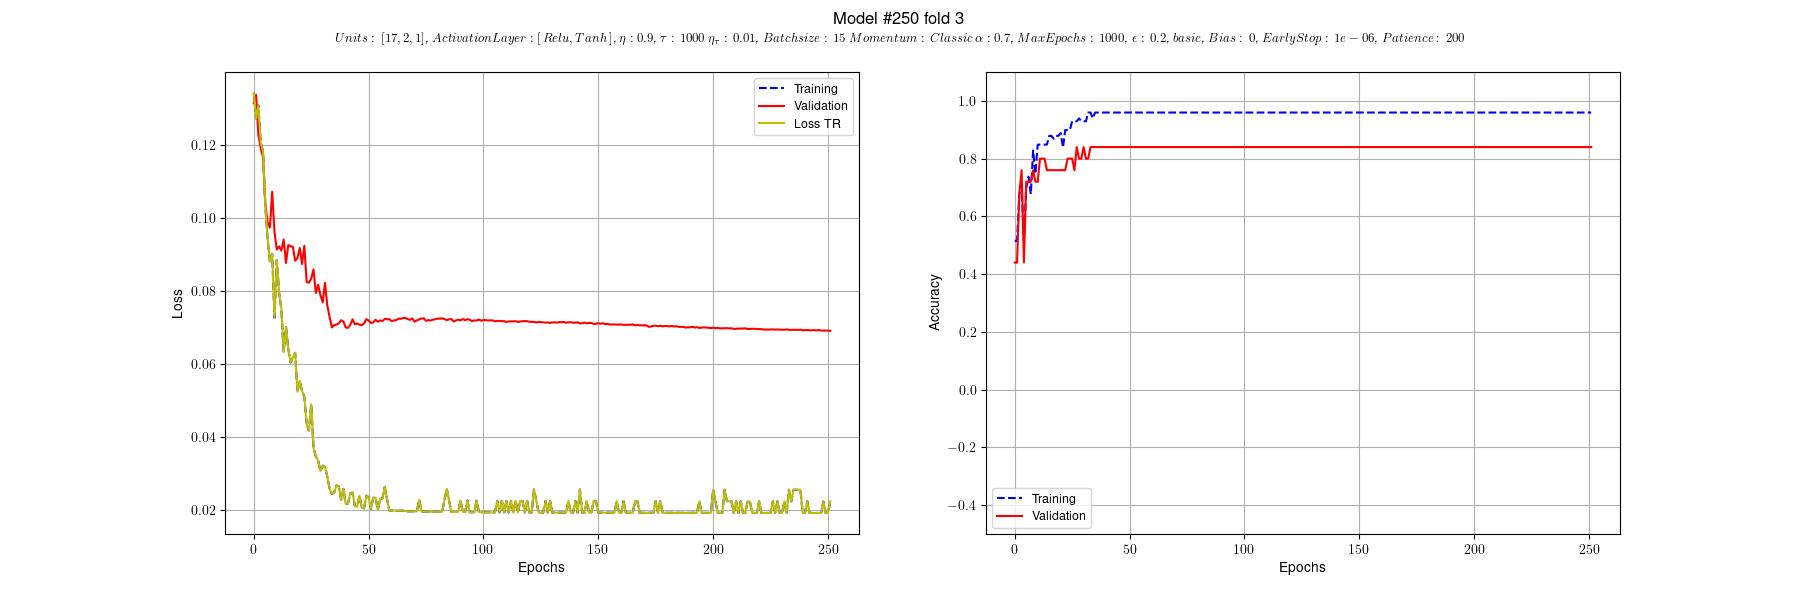 Model #250 fold 3
Units : [17, 2, 1], ActivationLayer : [Relu, Tanh], η : 0.9, τ : 1000 η_τ : 0.01, Batchsize : 15 Momentum : Classic α : 0.7, MaxEpochs : 1000, ϵ : 0.2, basic, Bias : 0, EarlyStop : 1e − 06, Patience : 200
Training
Validation
Loss TR
0.12
0.10
0.08
0.06
0.04
0.02
Loss
0 50 100 150 200 250
Epochs
1.0
0.8
0.6
0.4
0.2
0.0
−0.2
−0.4
Accuracy
Training
Validation
0 50 100 150 200 250
Epochs